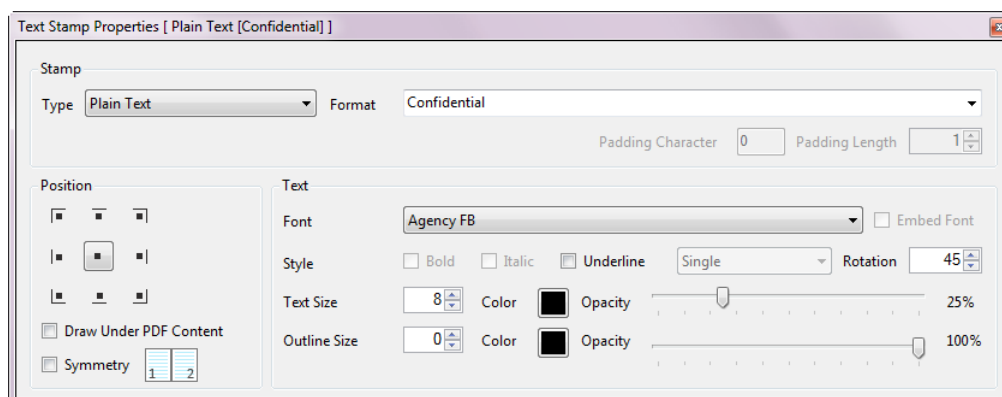 Text Stamp Properties [ Plain Text [Confidential] ]
Stamp
Type Plain Text Format Confidential
Padding Character 0 Padding Length 1
Position
Text
Font Agency FB Embed Font
Style Bold Italic Underline Single Rotation 45
Text Size 8 Color Opacity 25%
Outline Size 0 Color Opacity 100%
Draw Under PDF Content
Symmetry 1 2